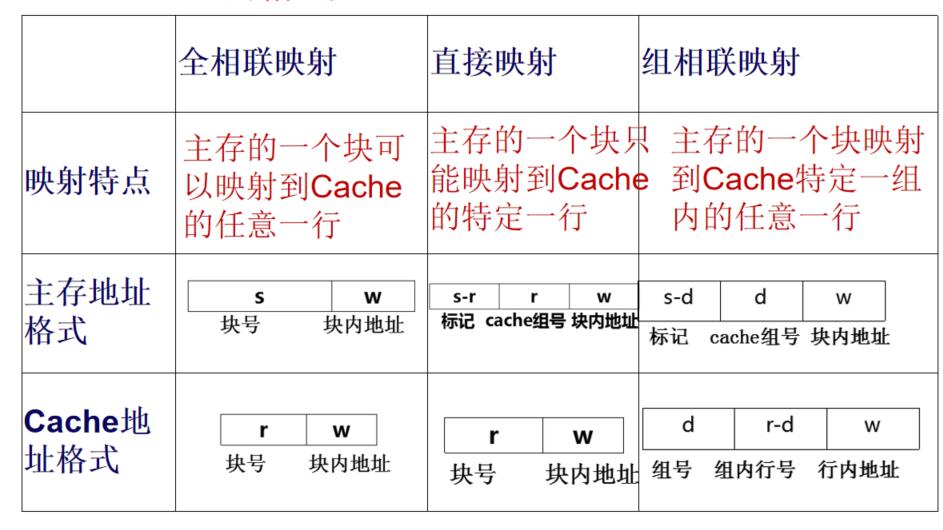 全相联映射 直接映射 组相联映射
映射特点
主存的一个块可
以映射到Cache
的任意一行
主存的一个块只
能映射到Cache
的特定一行
主存的一个块映射
到Cache特定一组
内的任意一行
主存地址
格式
s w
块号 块内地址
s-r r w
标记 cache组号 块内地址
s-d d w
标记 cache组号 块内地址
Cache地
址格式
r w
块号 块内地址
r w
块号 块内地址
d r-d w
组号 组内行号 行内地址